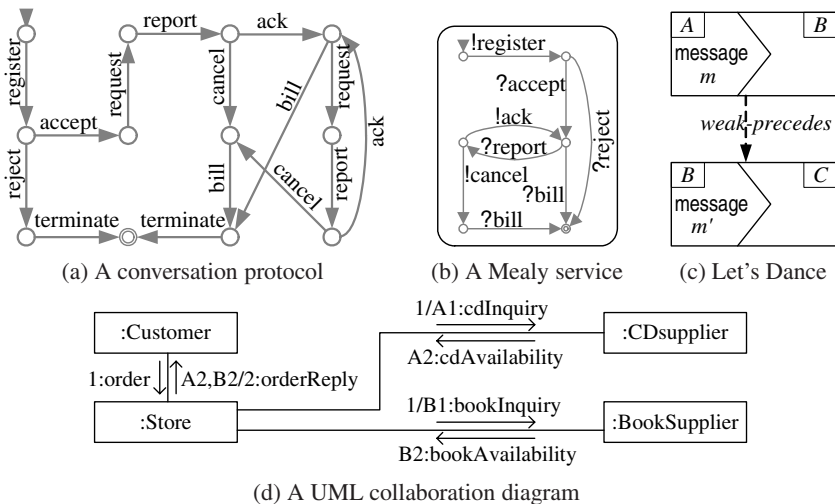 register
reject
accept
request
report
cancel
bill
ack
bill
cancel
request
report
ack
terminate
terminate
(a) A conversation protocol
!register
?accept
!ack
?report
!cancel
?bill
?bill
?reject
(b) A Mealy service
A
B
message
m
weak-precedes
B
C
message
m'
(c) Let's Dance
:Customer
1:order
A2,B2/2:orderReply
:Store
1/A1:cdInquiry
A2:cdAvailability
:CDsupplier
1/B1:bookInquiry
B2:bookAvailability
:BookSupplier
(d) A UML collaboration diagram